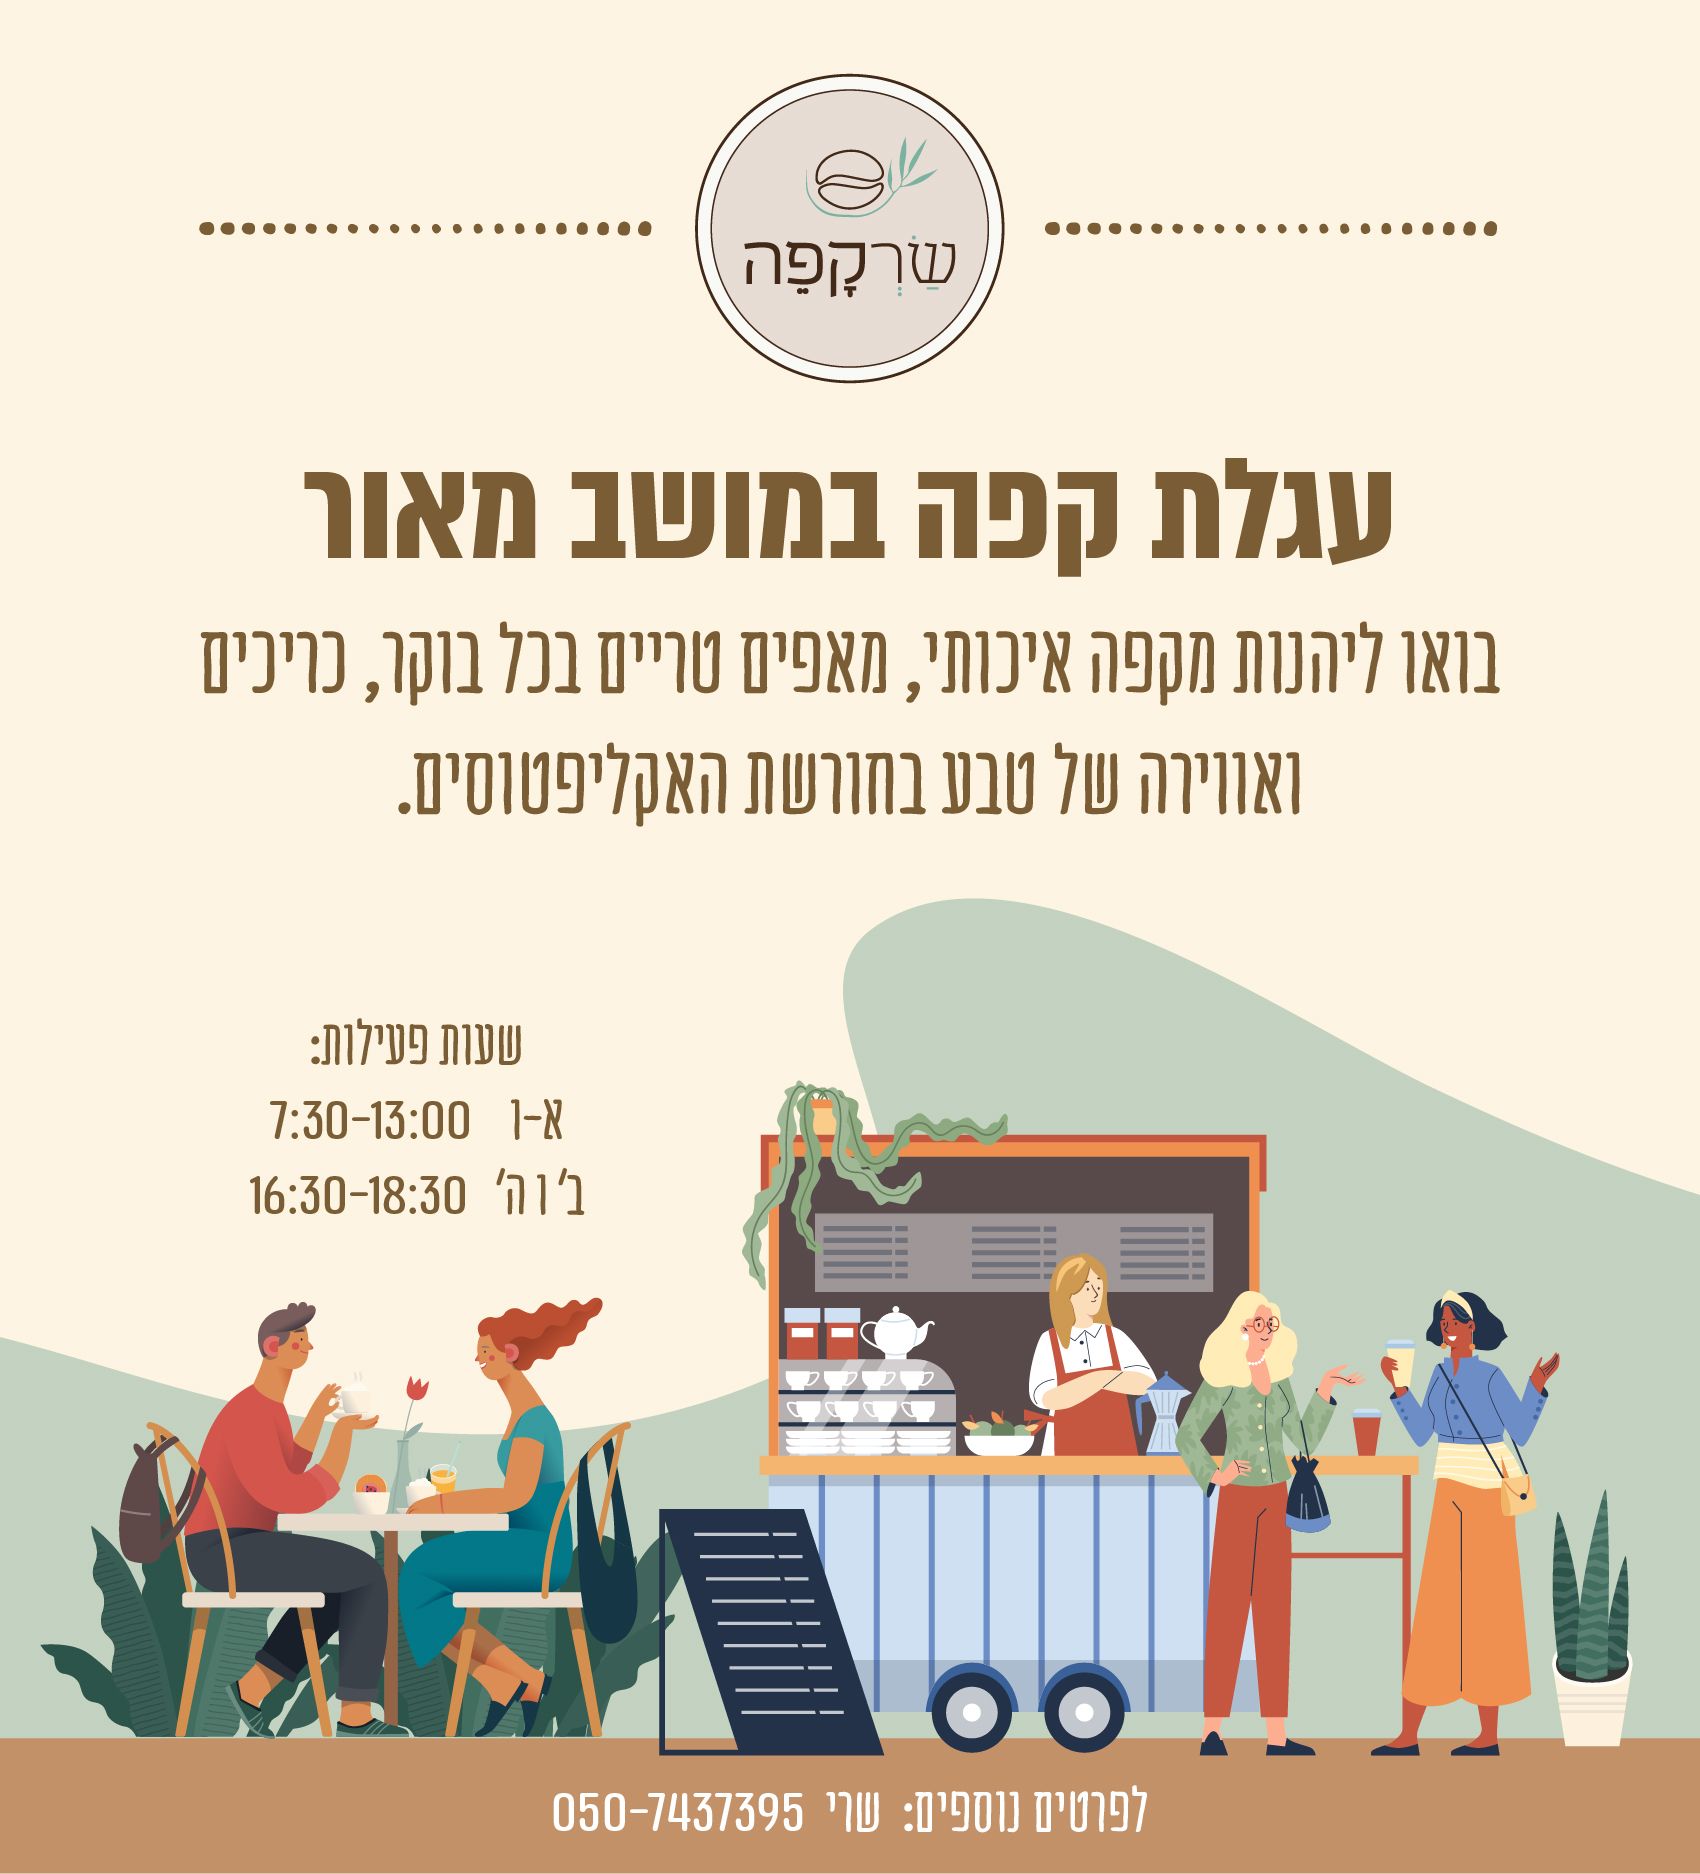 שַׂרְקָפֵה
עגלת קפה במושב מאור
בואו ליהנות מקפה איכותי, מאפים טריים בכל בוקר, כריכים
ואווירה של טבע בחורשת האקליפטוסים.
שעות פעילות:
א-ו 7:30-13:00
ב' ו ה' 16:30-18:30
לפרטים נוספים: שרי 050-7437395